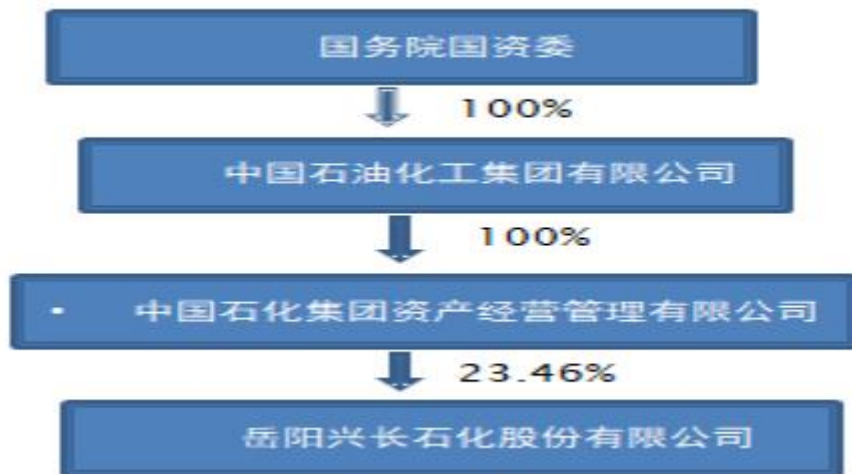 国务院国资委
100%
中国石油化工集团有限公司
100%
• 中国石化集团资产经营管理有限公司
23.46%
岳阳兴长石化股份有限公司